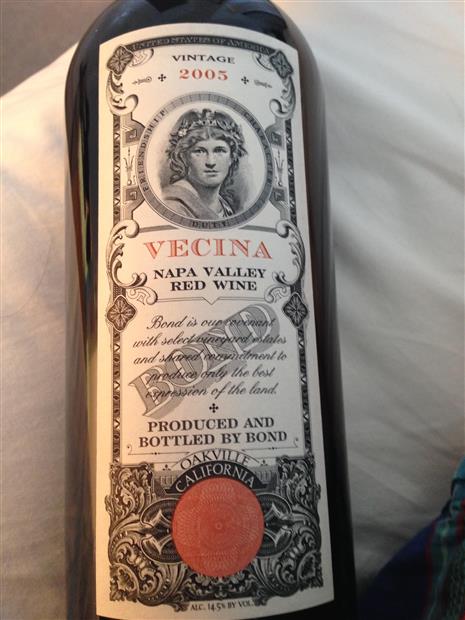 UNITED STATES OF AMERICA
VINTAGE
2005
FRIENDSHIP
DUTY
VECINA
NAPA VALLEY
RED WINE
BOND
Bond is our covenant
with select vineyard estates
and shared commitment to
produce only the best
expression of the land.
PRODUCED AND
BOTTLED BY BOND
OAKVILLE
CALIFORNIA
ALC. 14.5% BY VOL.